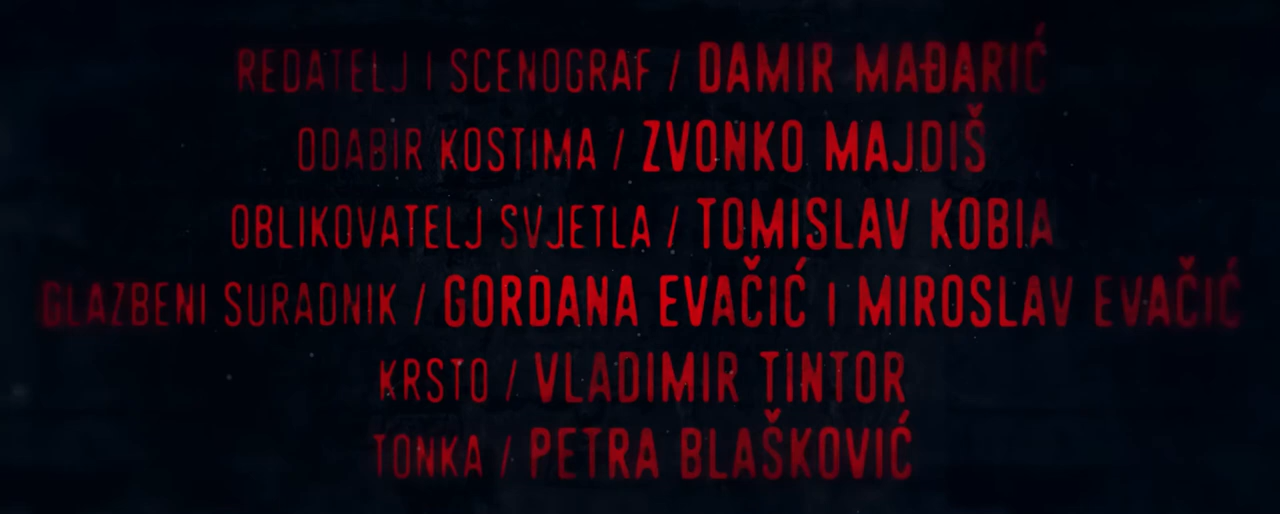 REDATELJ I SCENOGRAF / DAMIR MAĐARIĆ
ODABIR KOSTIMA / ZVONKO MAJDIŠ
OBLIKOVATELJ SVJETLA / TOMISLAV KOBIA
GLAZBENI SURADNIK / GORDANA EVAČIĆ I MIROSLAV EVAČIĆ
KRSTO / VLADIMIR TINTOR
TONKA / PETRA BLAŠKOVIĆ